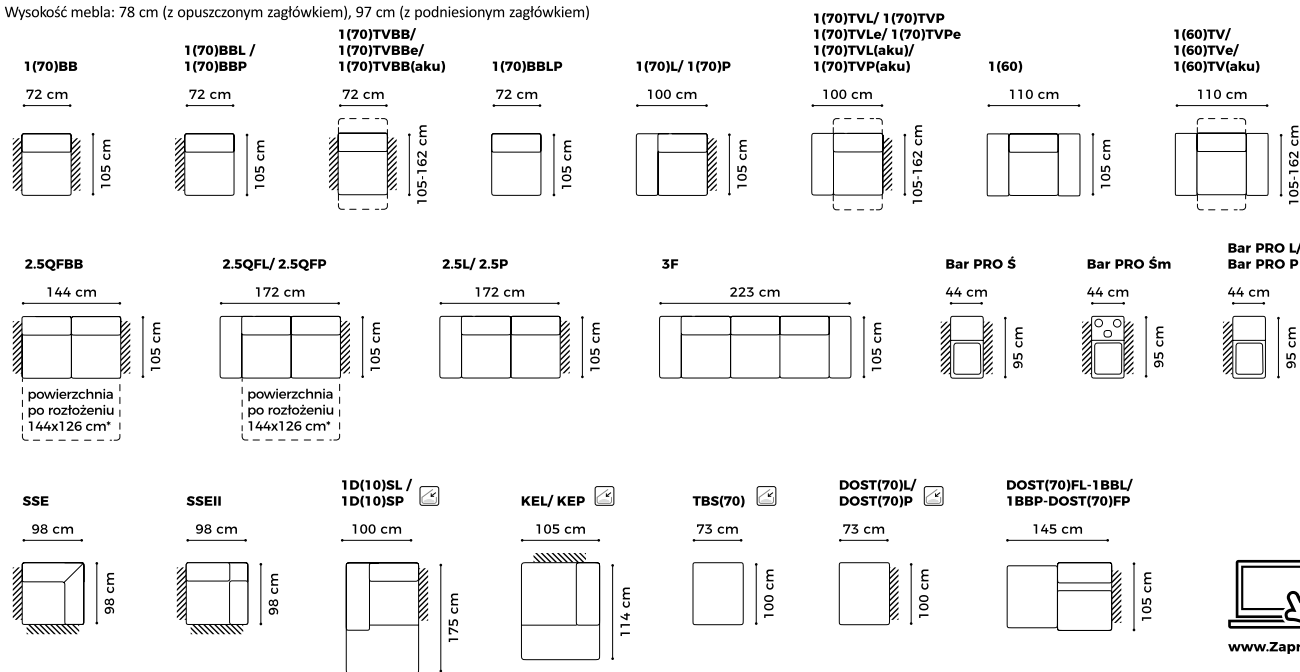 Wysokość mebla: 78 cm (z opuszczonym zagłówkiem), 97 cm (z podniesionym zagłówkiem)
1(70)BB
72 cm
105 cm
1(70)BBL /
1(70)BBP
72 cm
105 cm
1(70)TVBB/
1(70)TVBBe/
1(70)TVBB(aku)
72 cm
105-162 cm
1(70)BBLP
72 cm
105 cm
1(70)L/ 1(70)P
100 cm
105 cm
1(70)TVL/ 1(70)TVP
1(70)TVLe/ 1(70)TVPe
1(70)TVL(aku)/
1(70)TVP(aku)
100 cm
105-162 cm
1(60)
110 cm
105 cm
1(60)TV/
1(60)TVe/
1(60)TV(aku)
110 cm
105-162 cm
2.5QFBB
144 cm
105 cm
powierzchnia
po rozłożeniu
144x126 cm*
2.5QFL/ 2.5QFP
172 cm
105 cm
powierzchnia
po rozłożeniu
144x126 cm*
2.5L/ 2.5P
172 cm
105 cm
3F
223 cm
105 cm
Bar PRO Ś
44 cm
95 cm
Bar PRO Śm
44 cm
95 cm
Bar PRO L/
Bar PRO P
44 cm
95 cm
SSE
98 cm
98 cm
SSEII
98 cm
98 cm
1D(10)SL /
1D(10)SP
100 cm
175 cm
KEL/ KEP
105 cm
114 cm
TBS(70)
73 cm
100 cm
DOST(70)L/
DOST(70)P
73 cm
100 cm
DOST(70)FL-1BBL/
1BBP-DOST(70)FP
145 cm
105 cm
www.Zapr